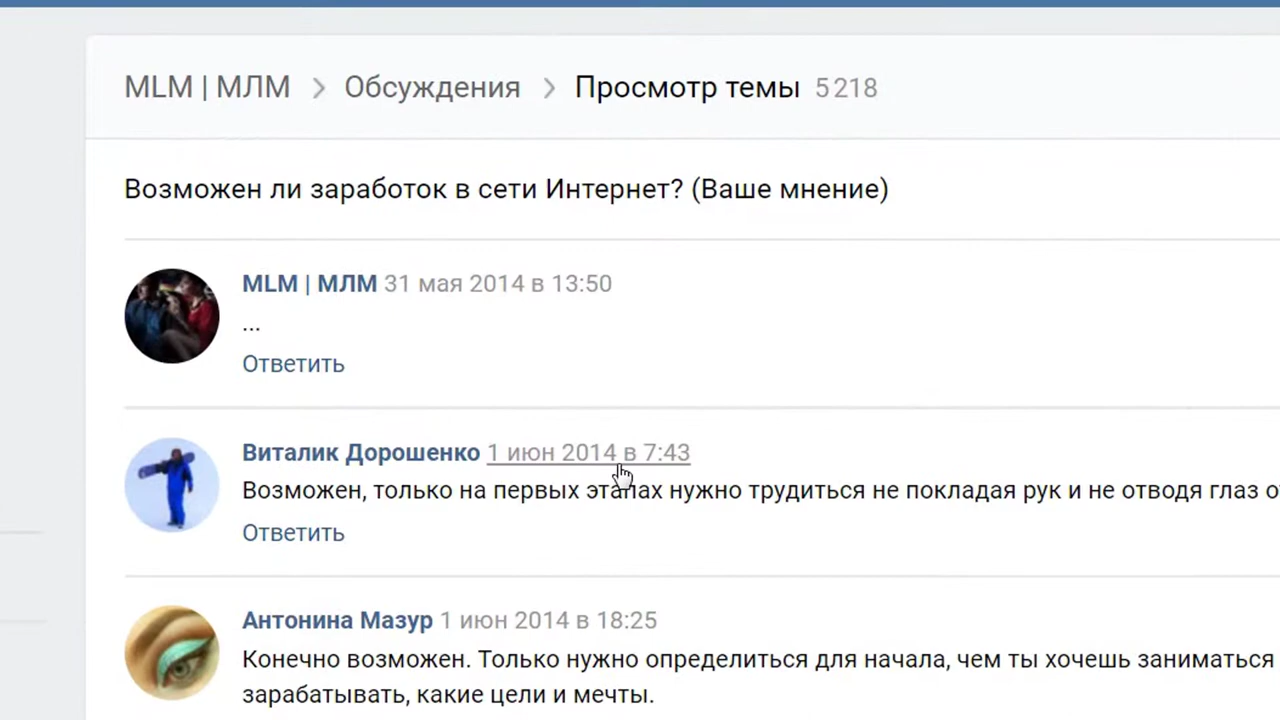 MLM | МЛМ > Обсуждения > Просмотр темы 5 218
Возможен ли заработок в сети Интернет? (Ваше мнение)
MLM | МЛМ 31 мая 2014 в 13:50
...
Ответить
Виталик Дорошенко 1 июн 2014 в 7:43
Возможен, только на первых этапах нужно трудиться не покладая рук и не отводя глаз
Ответить
Антонина Мазур 1 июн 2014 в 18:25
Конечно возможен. Только нужно определиться для начала, чем ты хочешь заниматься
зарабатывать, какие цели и мечты.